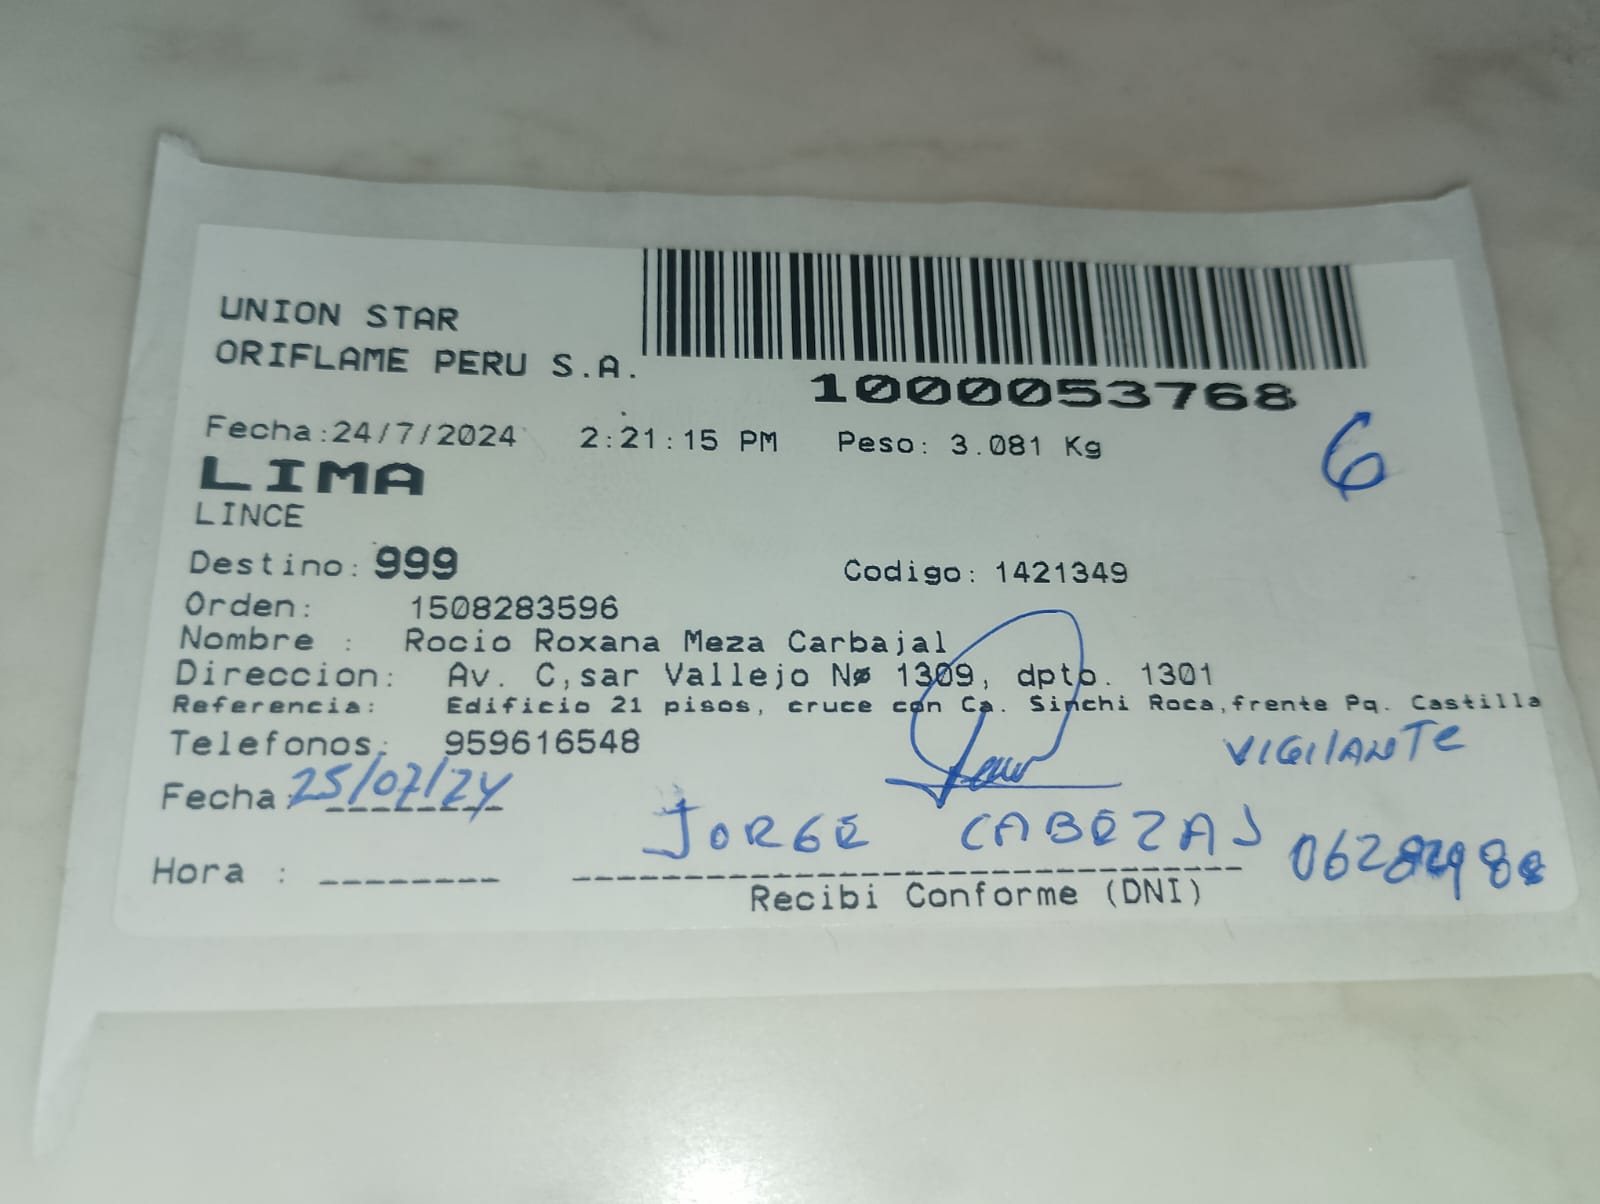 UNION STAR
ORIFLAME PERU S.A.
1000053768
Fecha:24/7/2024 2:21:15 PM Peso: 3.081 Kg
6
LIMA
LINCE
Destino: 999 Codigo: 1421349
Orden: 1508283596
Nombre : Rocio Roxana Meza Carbajal
Direccion: Av. C,sar Vallejo Nø 1309, dpto. 1301
Referencia: Edificio 21 pisos, cruce con Ca. Sinchi Roca,frente Pq. Castilla
Telefonos: 959616548
VIGILANTE
Fecha: 25/07/24
JORGE CABEZAS
Hora : --------
Recibi Conforme (DNI)